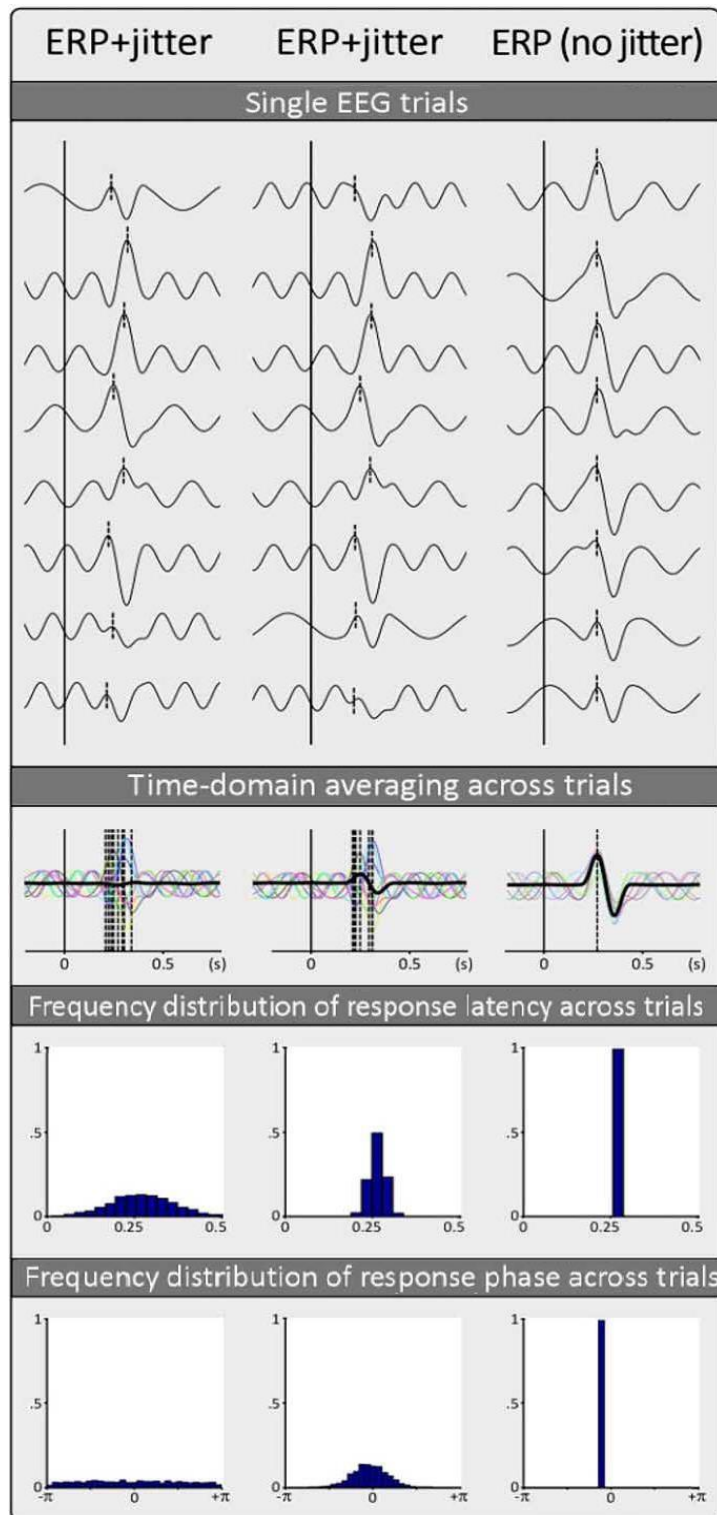 ERP+jitter ERP+jitter ERP (no jitter)
Single EEG trials
Time-domain averaging across trials
0 0.5 (s) 0 0.5 (s) 0 0.5 (s)
Frequency distribution of response latency across trials
1 1 1
.5 .5 .5
0 0 0
0 0.25 0.5 0 0.25 0.5 0 0.25 0.5
Frequency distribution of response phase across trials
1 1 1
.5 .5 .5
0 0 0
-π 0 +π -π 0 +π -π 0 +π